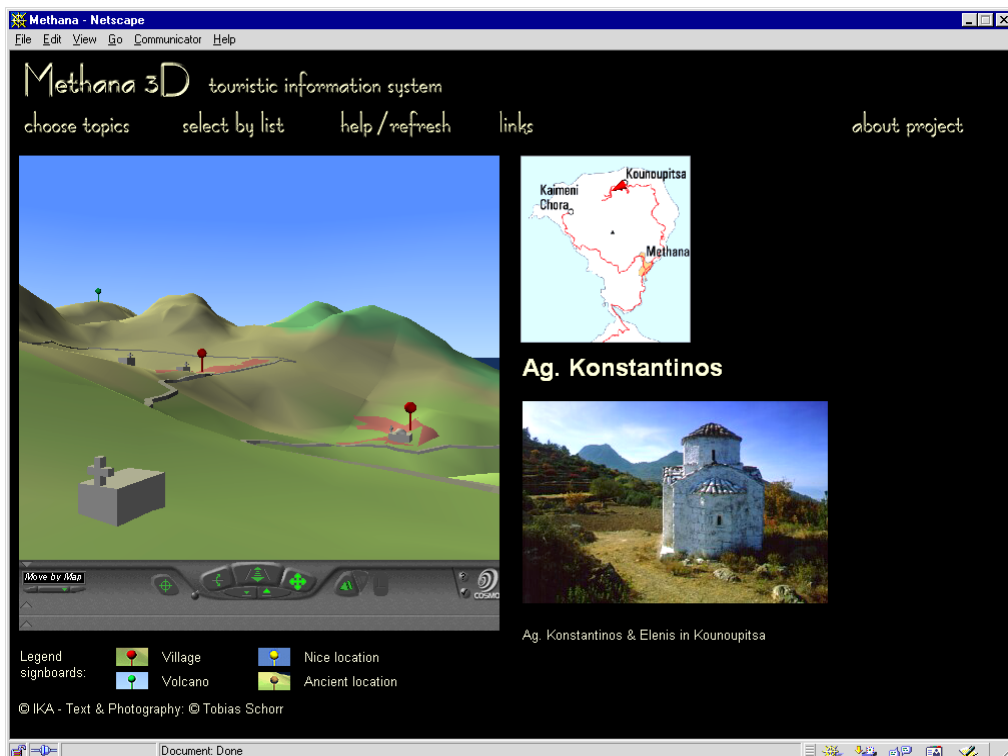 Methana - Netscape
File Edit View Go Communicator Help
Methana 3D touristic information system
choose topics select by list help / refresh links about project
Kounoupitsa
Kaimeni
Chora
Methana
Ag. Konstantinos
Move by Map
COSMO
Ag. Konstantinos & Elenis in Kounoupitsa
Legend
signboards:
Village
Nice location
Volcano
Ancient location
© IKA - Text & Photography: © Tobias Schorr
Document: Done